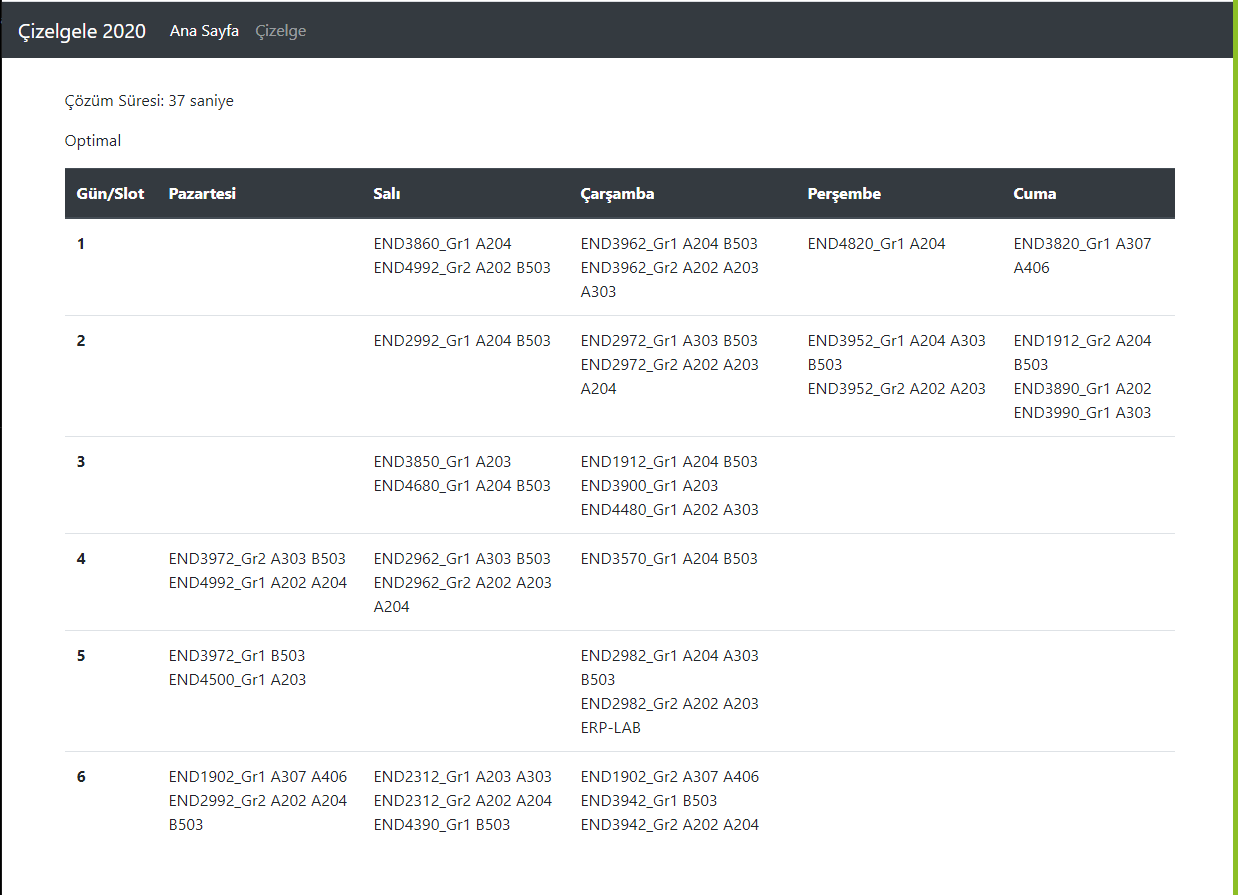 Çizelgele 2020 Ana Sayfa Çizelge
Çözüm Süresi: 37 saniye
Optimal
Gün/Slot Pazartesi Salı Çarşamba Perşembe Cuma
1
END3860_Gr1 A204
END4992_Gr2 A202 B503
END3962_Gr1 A204 B503
END3962_Gr2 A202 A203
A303
END4820_Gr1 A204
END3820_Gr1 A307
A406
2
END2992_Gr1 A204 B503
END2972_Gr1 A303 B503
END2972_Gr2 A202 A203
A204
END3952_Gr1 A204 A303
B503
END3952_Gr2 A202 A203
END1912_Gr2 A204
B503
END3890_Gr1 A202
END3990_Gr1 A303
3
END3850_Gr1 A203
END4680_Gr1 A204 B503
END1912_Gr1 A204 B503
END3900_Gr1 A203
END4480_Gr1 A202 A303
4
END3972_Gr2 A303 B503
END4992_Gr1 A202 A204
END2962_Gr1 A303 B503
END2962_Gr2 A202 A203
A204
END3570_Gr1 A204 B503
5
END3972_Gr1 B503
END4500_Gr1 A203
END2982_Gr1 A204 A303
B503
END2982_Gr2 A202 A203
ERP-LAB
6
END1902_Gr1 A307 A406
END2992_Gr2 A202 A204
B503
END2312_Gr1 A203 A303
END2312_Gr2 A202 A204
END4390_Gr1 B503
END1902_Gr2 A307 A406
END3942_Gr1 B503
END3942_Gr2 A202 A204